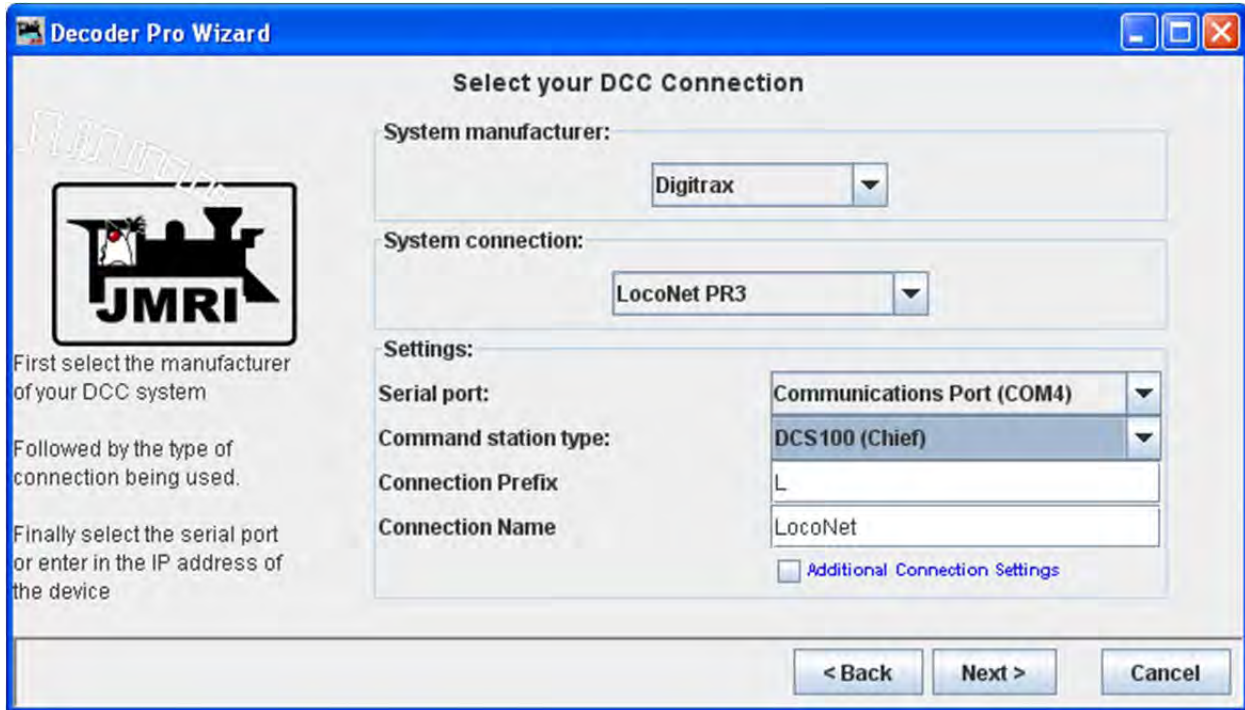 Decoder Pro Wizard
Select your DCC Connection
JMRI
First select the manufacturer
of your DCC system
Followed by the type of
connection being used.
Finally select the serial port
or enter in the IP address of
the device
System manufacturer:
Digitrax
System connection:
LocoNet PR3
Settings:
Serial port: Communications Port (COM4)
Command station type: DCS100 (Chief)
Connection Prefix L
Connection Name LocoNet
Additional Connection Settings
< Back Next > Cancel